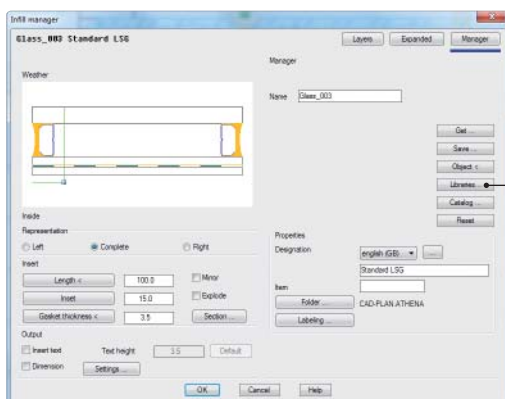 Infill manager
Glass_003 Standard LSG
Layers Expanded Manager
Manager
Weather
Name Glass_003
Get ...
Save ...
Object <
Libraries ...
Catalog ...
Reset
Inside
Representation
Left Complete Right
Insert
Length < 100.0 Mirror
Inset 15.0 Explode
Gasket thickness < 3.5 Section ...
Properties
Designation english (GB) ...
Standard LSG
Item
Folder ... CAD-PLAN ATHENA
Labeling ...
Output
Insert text Text height 3.5 Default
Dimension Settings ...
OK Cancel Help